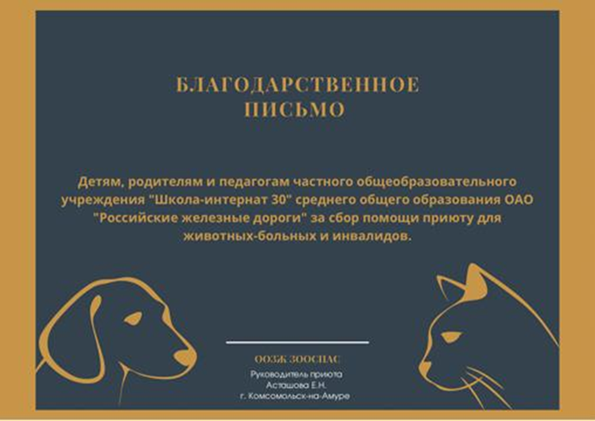 БЛАГОДАРСТВЕННОЕ
ПИСЬМО
Детям, родителям и педагогам частного общеобразовательного
учреждения "Школа-интернат 30" среднего общего образования ОАО
"Российские железные дороги" за сбор помощи приюту для
животных-больных и инвалидов.
ООЗЖ ЗООСПАС
Руководитель приюта
Асташова Е.Н.
г. Комсомольск-на-Амуре